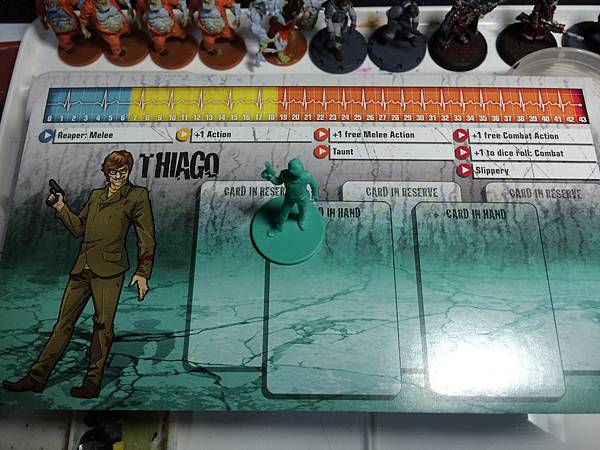 0 1 2 3 4 5 6 7 8 9 10 11 12 13 14 15 16 17 18 19 20 21 22 23 24 25 26 27 28 29 30 31 32 33 34 35 36 37 38 39 40 41 42 43
Reaper: Melee
+1 Action
+1 free Melee Action
+1 free Combat Action
Taunt
+1 to dice roll: Combat
Slippery
THIAGO
CARD IN RESERVE
CARD IN RESERVE
CARD IN RESERVE
IN HAND
CARD IN HAND